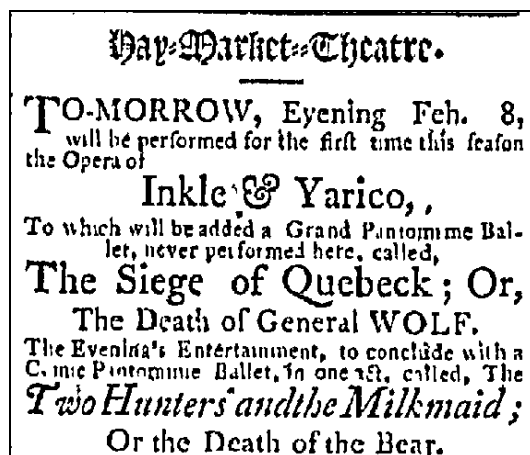 Hay-Market-Theatre.
TO-MORROW, Eyening Feh. 8,
will be performed for the firſt time this ſeaſon
the Opera of
Inkle & Yarico,,
To which will be added a Grand Pantomime Bal-
let, never performed here, called,
The Siege of Quebeck; Or,
The Death of General WOLF.
The Evening's Entertainment, to conclude with a
C.mic Pantomime Ballet, in one act, called, The
Two Hunters and the Milkmaid;
Or the Death of the Bear.